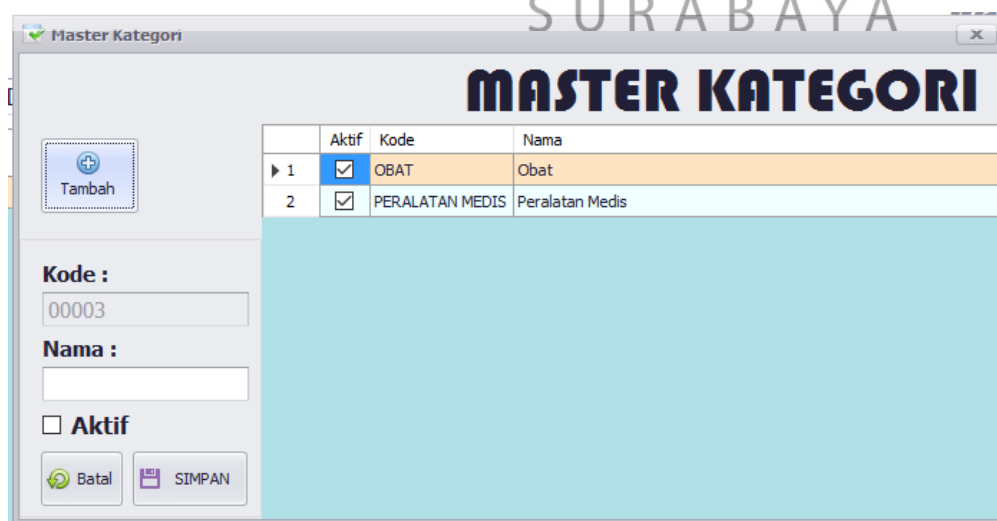 SURABAYA
Master Kategori
MASTER KATEGORI
Tambah
Aktif Kode Nama
1 OBAT Obat
2 PERALATAN MEDIS Peralatan Medis
Kode :
00003
Nama :
Aktif
Batal SIMPAN